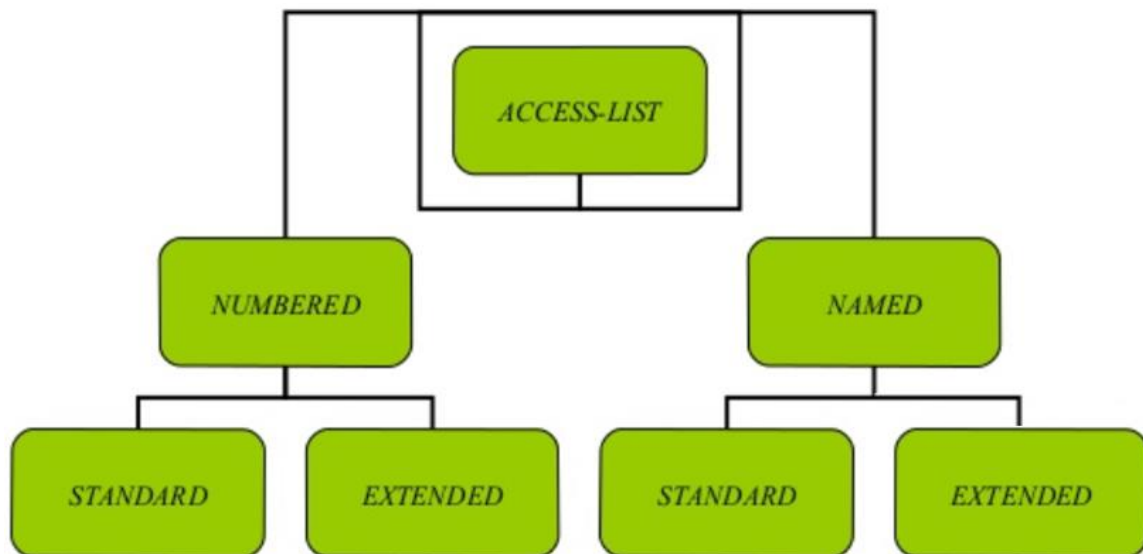 ACCESS-LIST
NUMBERED
NAMED
STANDARD
EXTENDED
STANDARD
EXTENDED